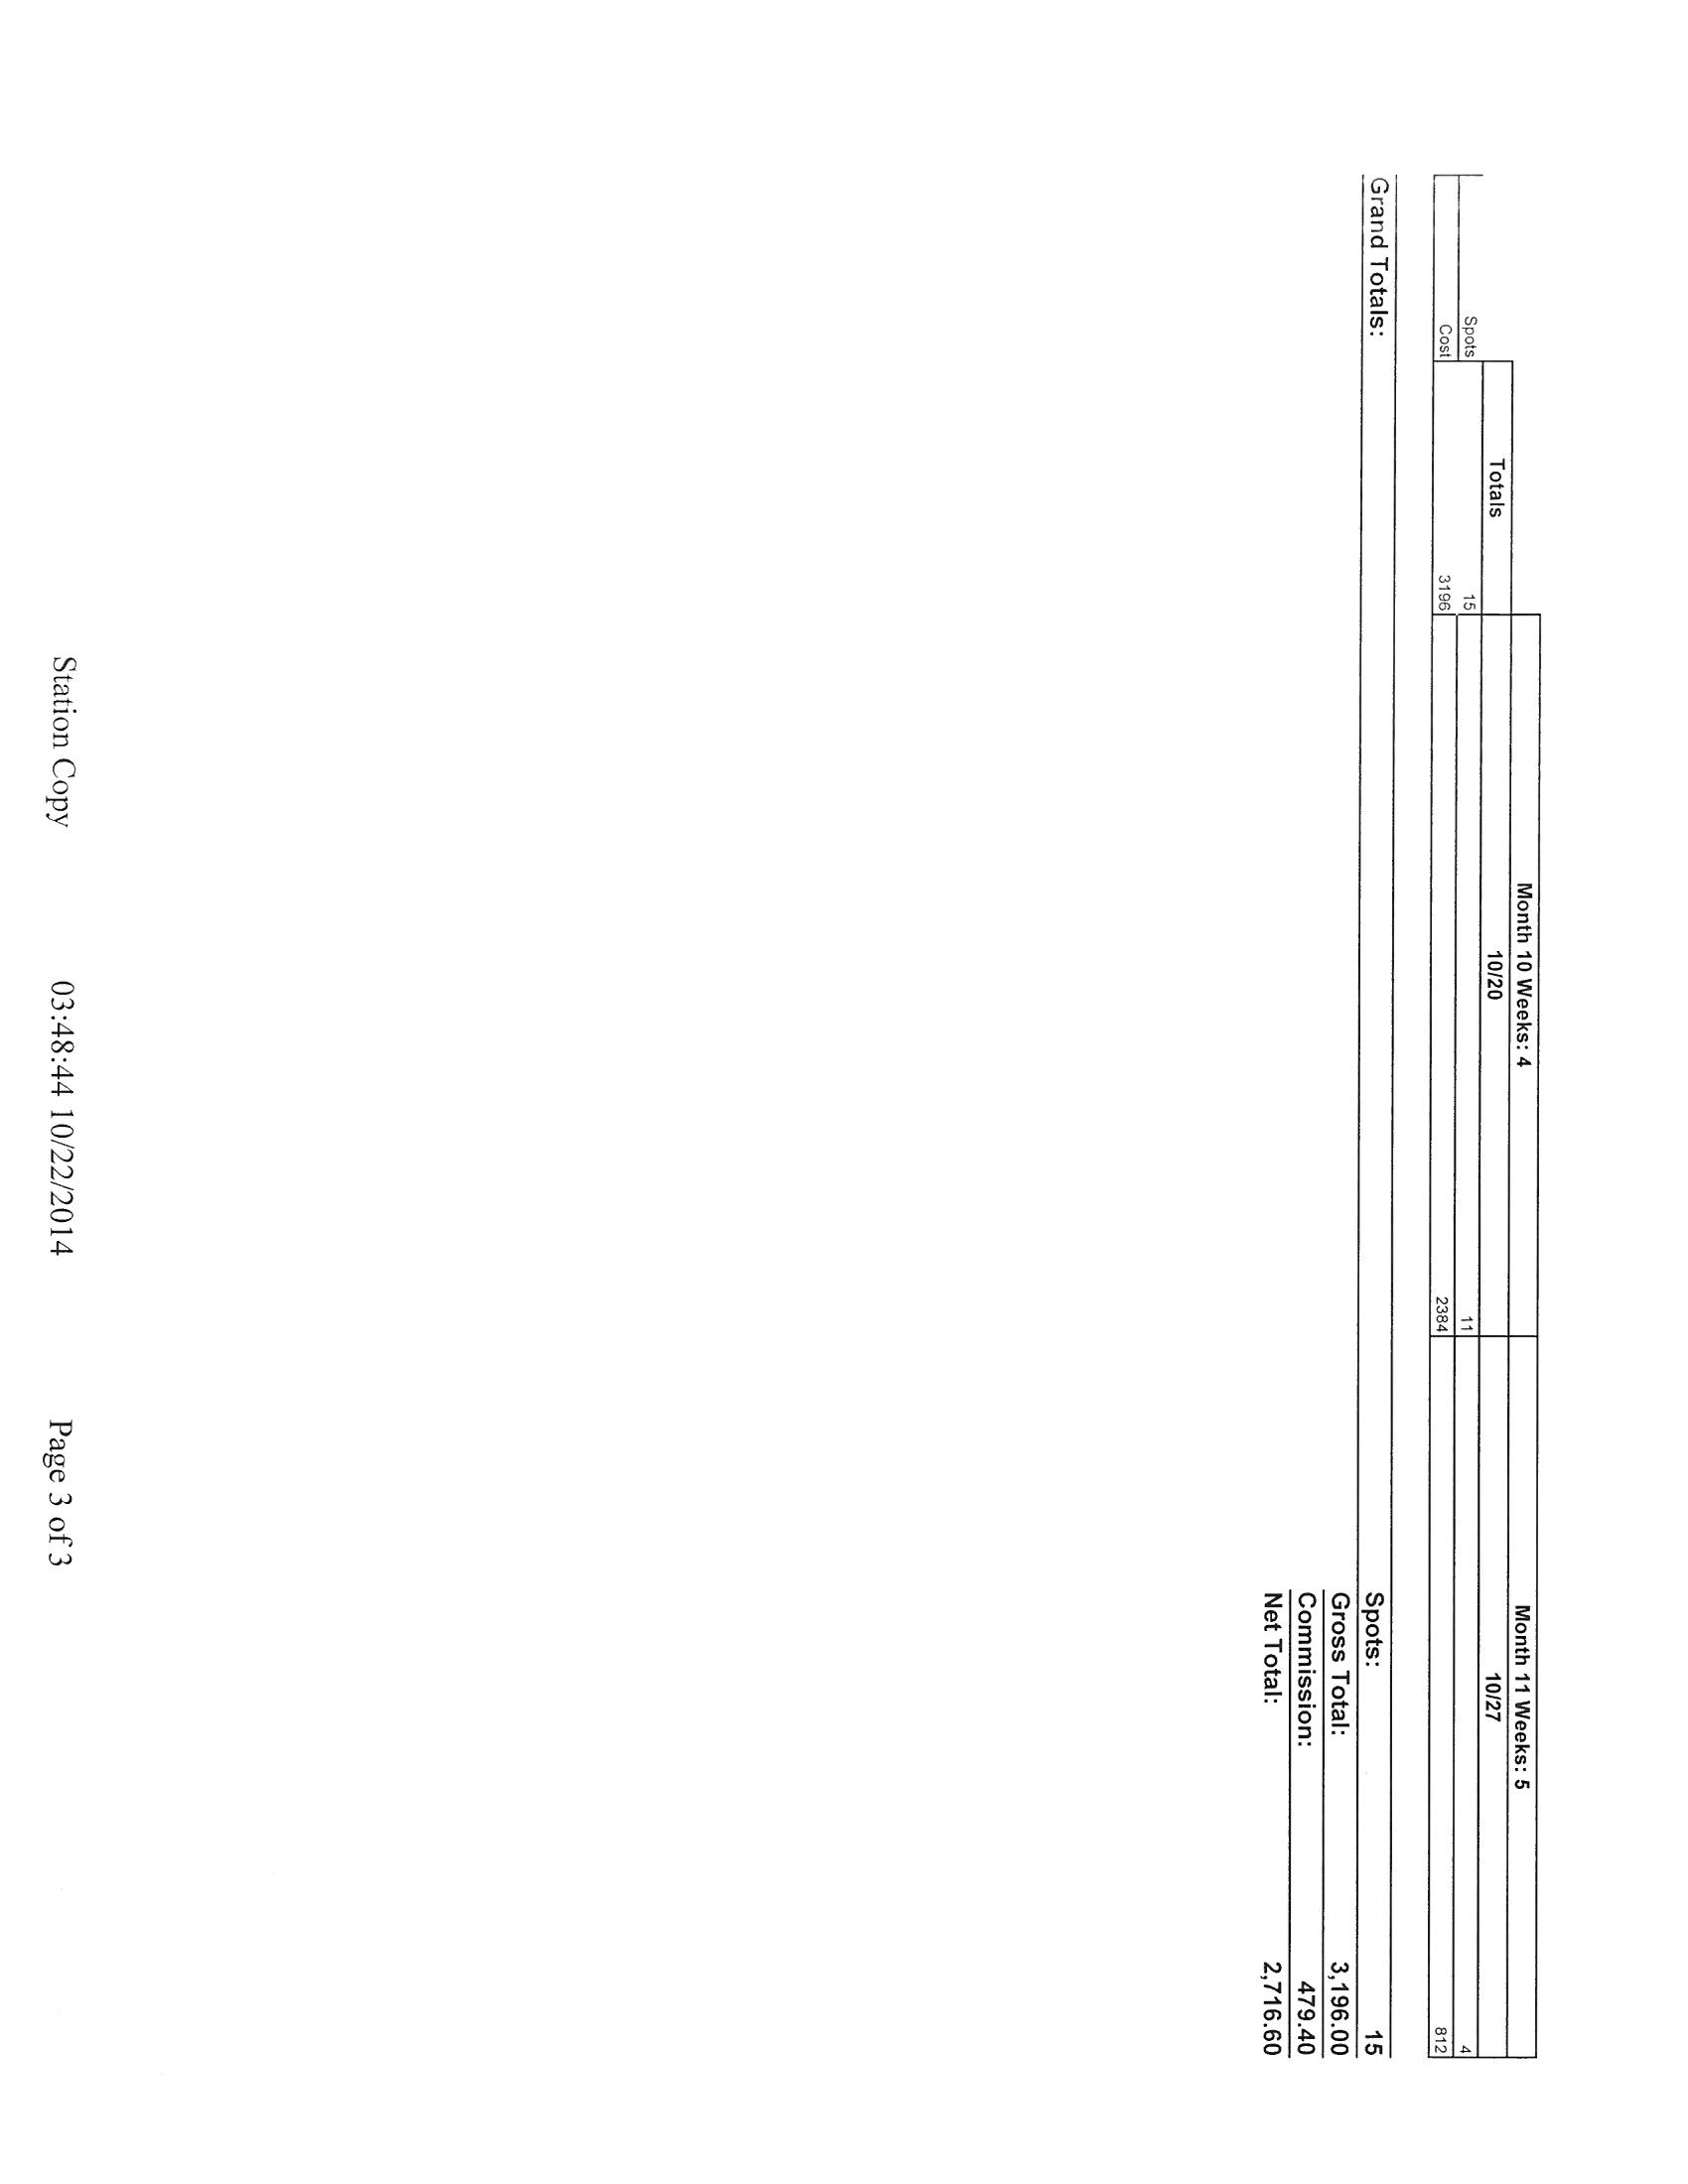 Month 10 Weeks: 4 Month 11 Weeks: 5
Totals 10/20 10/27
Spots 15 11 4
Cost 3196 2384 812
Grand Totals: Spots: 15
Gross Total: 3,196.00
Commission: 479.40
Net Total: 2,716.60
Station Copy 03:48:44 10/22/2014 Page 3 of 3